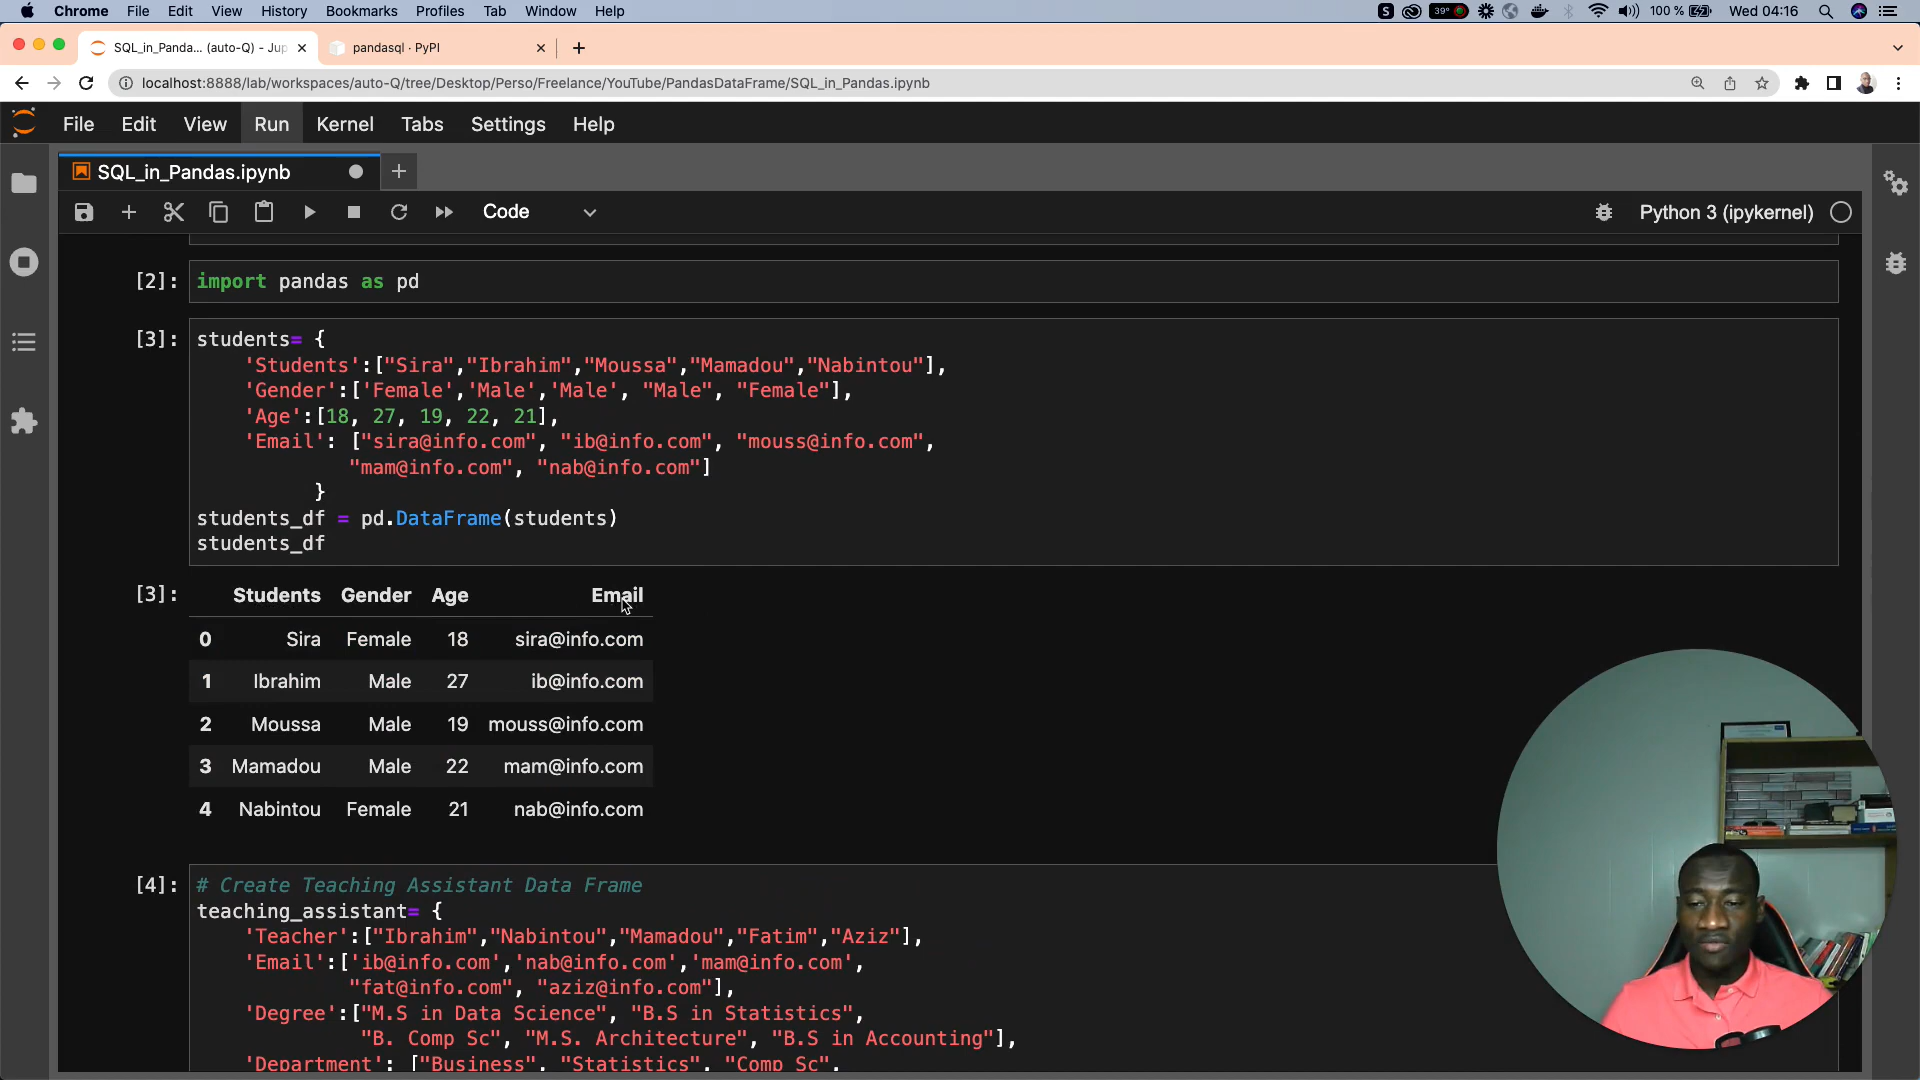 Chrome File Edit View History Bookmarks Profiles Tab Window Help 39° 100 % Wed 04:16
SQL_in_Panda... (auto-Q) - Jup pandasql · PyPI
localhost:8888/lab/workspaces/auto-Q/tree/Desktop/Perso/Freelance/YouTube/PandasDataFrame/SQL_in_Pandas.ipynb
File Edit View Run Kernel Tabs Settings Help
SQL_in_Pandas.ipynb
Code Python 3 (ipykernel)
[2]: import pandas as pd
[3]: students= {
'Students':["Sira","Ibrahim","Moussa","Mamadou","Nabintou"],
'Gender':['Female','Male','Male', "Male", "Female"],
'Age':[18, 27, 19, 22, 21],
'Email': ["sira@info.com", "ib@info.com", "mouss@info.com",
"mam@info.com", "nab@info.com"]
}
students_df = pd.DataFrame(students)
students_df
[3]: Students Gender Age Email
0 Sira Female 18 sira@info.com
1 Ibrahim Male 27 ib@info.com
2 Moussa Male 19 mouss@info.com
3 Mamadou Male 22 mam@info.com
4 Nabintou Female 21 nab@info.com
[4]: # Create Teaching Assistant Data Frame
teaching_assistant= {
'Teacher':["Ibrahim","Nabintou","Mamadou","Fatim","Aziz"],
'Email':['ib@info.com','nab@info.com','mam@info.com',
"fat@info.com", "aziz@info.com"],
'Degree':["M.S in Data Science", "B.S in Statistics",
"B. Comp Sc", "M.S. Architecture", "B.S in Accounting"],
'Department': ["Business", "Statistics", "Comp Sc",